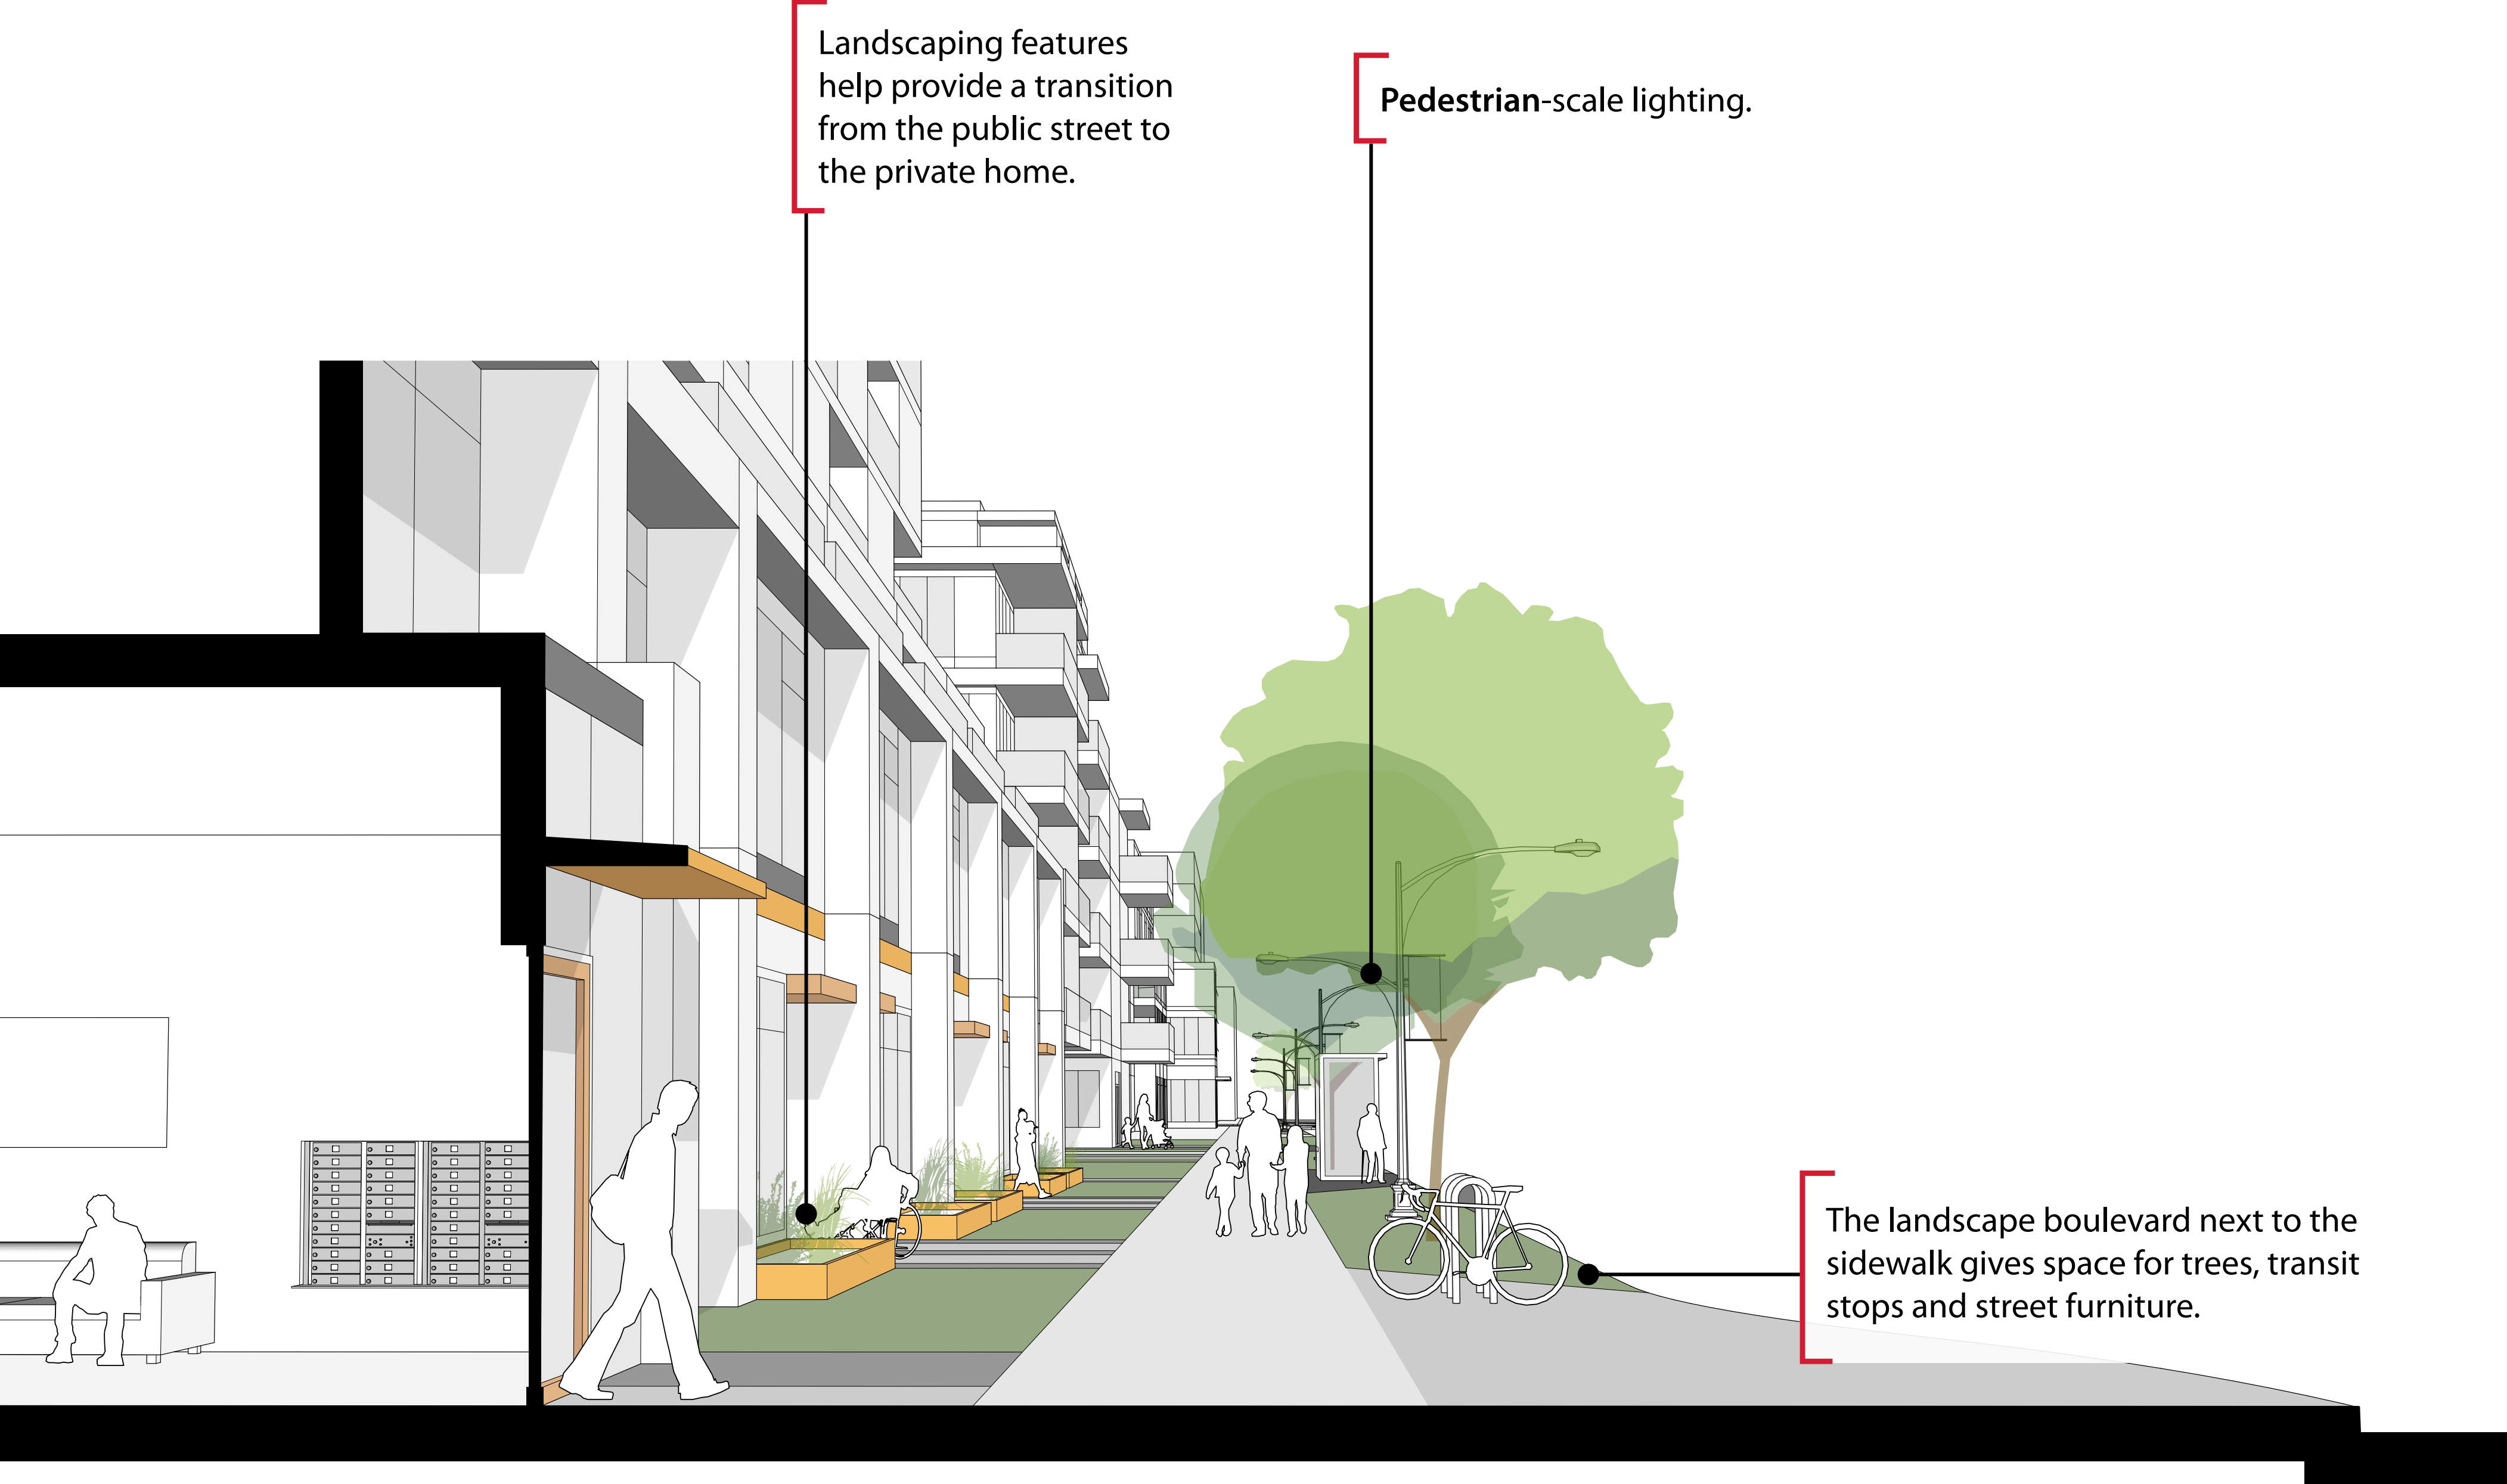 Landscaping features
help provide a transition
from the public street to
the private home.
Pedestrian-scale lighting.
The landscape boulevard next to the
sidewalk gives space for trees, transit
stops and street furniture.